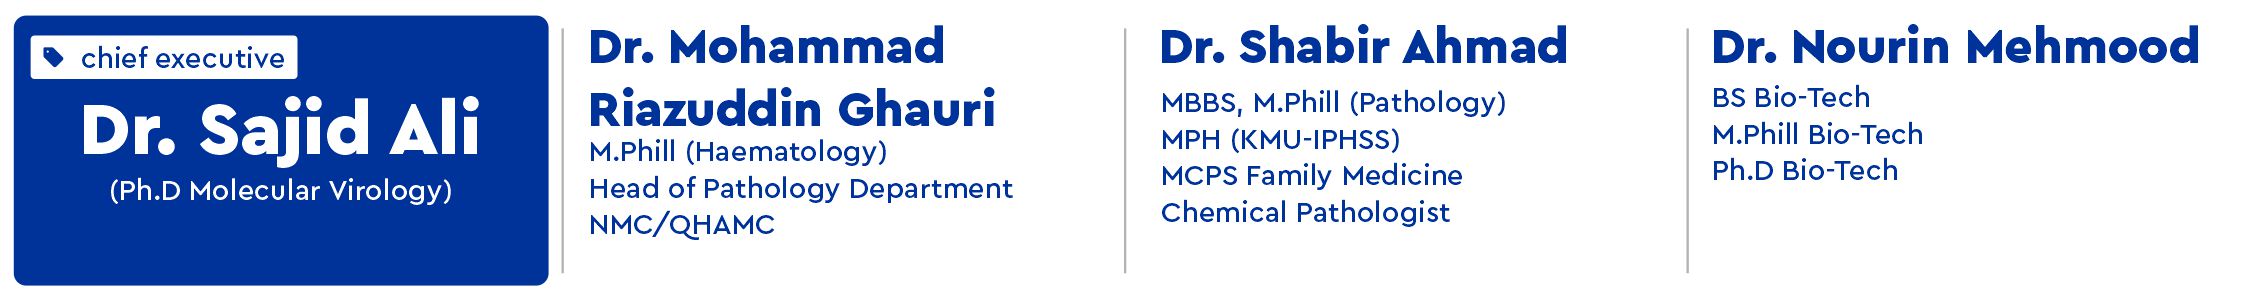 chief executive
Dr. Sajid Ali
(Ph.D Molecular Virology)
Dr. Mohammad
Riazuddin Ghauri
M.Phill (Haematology)
Head of Pathology Department
NMC/QHAMC
Dr. Shabir Ahmad
MBBS, M.Phill (Pathology)
MPH (KMU-IPHSS)
MCPS Family Medicine
Chemical Pathologist
Dr. Nourin Mehmood
BS Bio-Tech
M.Phill Bio-Tech
Ph.D Bio-Tech